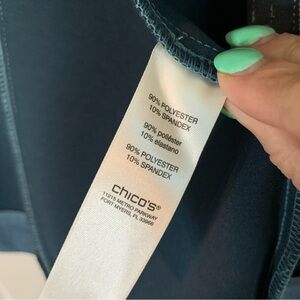 90% POLYESTER
10% SPANDEX
90% poliéster
10% elastano
90% POLYESTER
10% SPANDEX
chico's®
11215 METRO PARKWAY
FORT MYERS, FL 33966